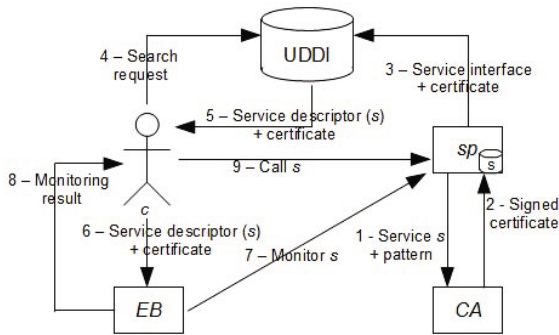 UDDI
4 – Search
request
3 – Service interface
+ certificate
5 – Service descriptor (s)
+ certificate
sp
s
9 – Call s
8 – Monitoring
result
c
2 - Signed
certificate
6 – Service descriptor (s)
+ certificate
1 - Service s
+ pattern
7 – Monitor s
EB
CA